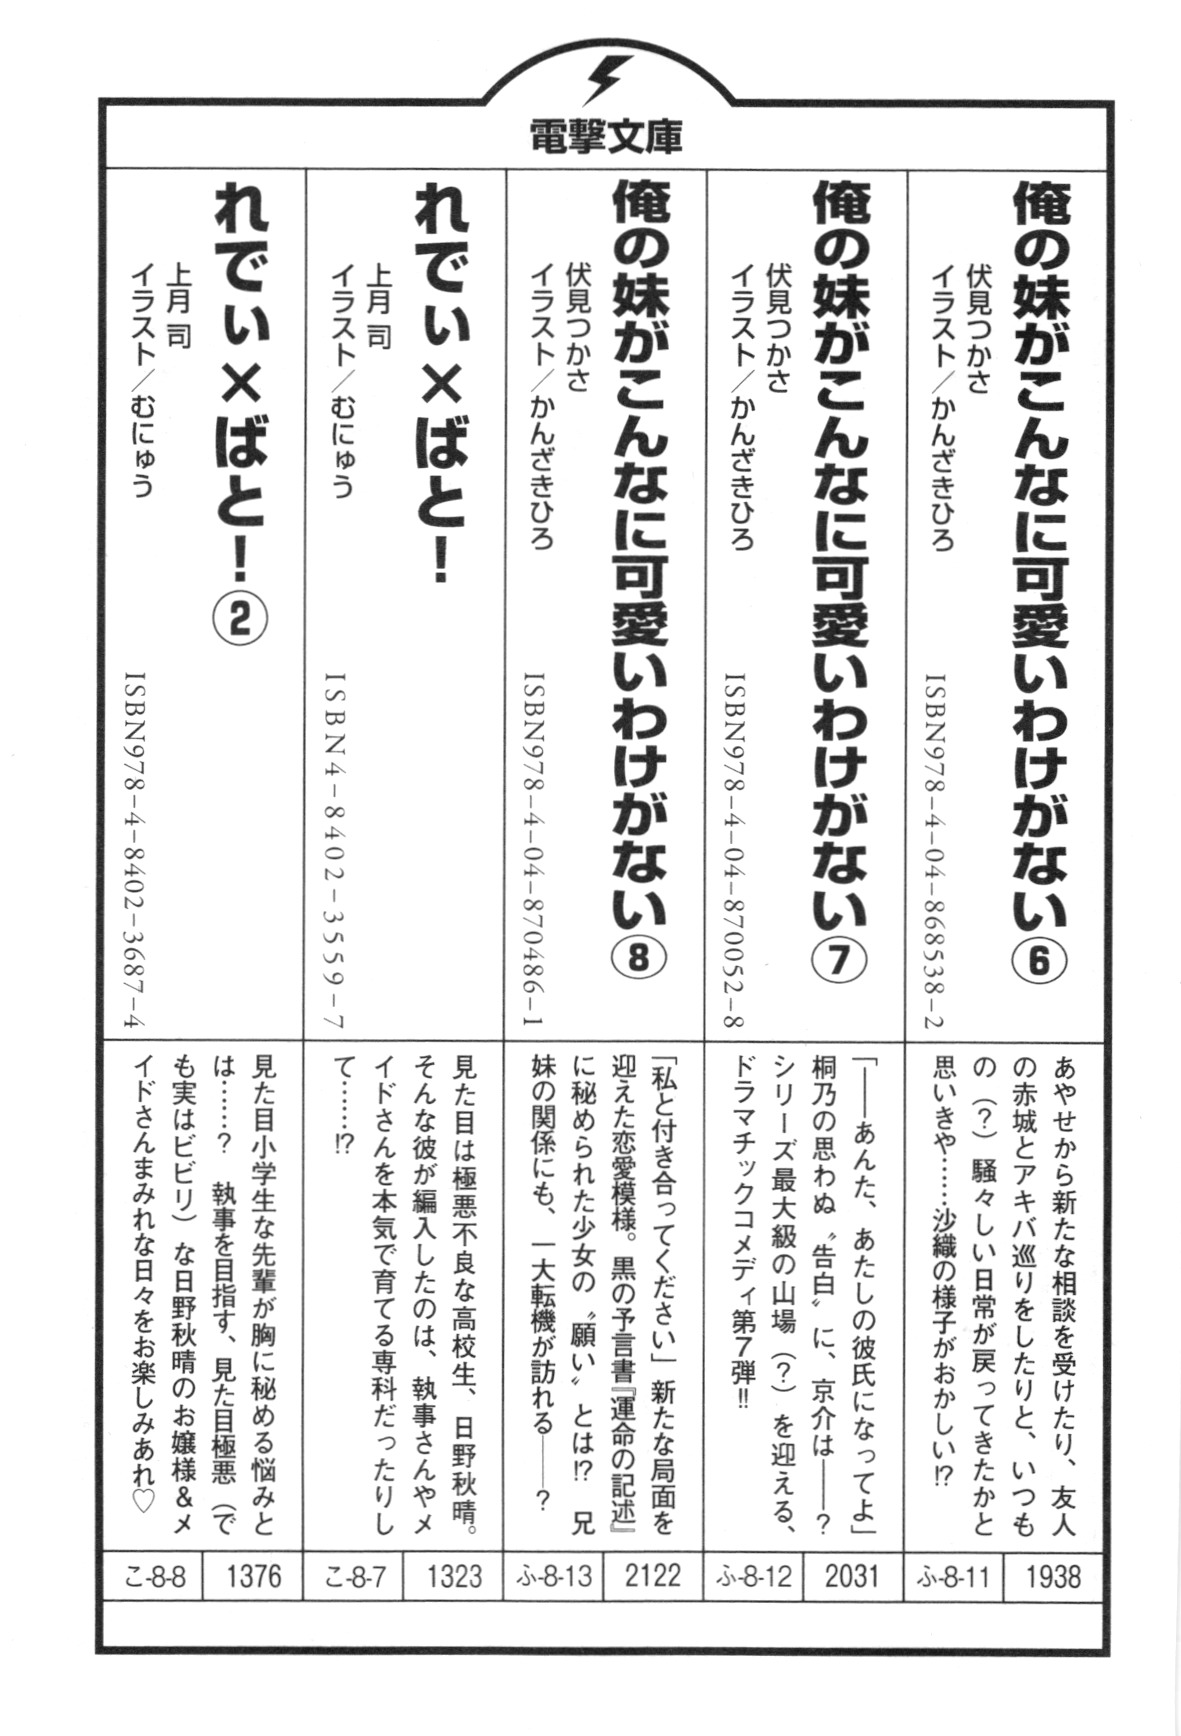 電撃文庫
俺の妹がこんなに可愛いわけがない⑥
伏見つかさ
イラスト／かんざきひろ
ISBN978-4-04-868538-2
あやせから新たな相談を受けたり、友人
の赤城とアキバ巡りをしたりと、いつも
の（？）騒々しい日常が戻ってきたかと
思いきや……沙織の様子がおかしい!?
ふ-8-11
1938
俺の妹がこんなに可愛いわけがない⑦
伏見つかさ
イラスト／かんざきひろ
ISBN978-4-04-870052-8
「――あんた、あたしの彼氏になってよ」
桐乃の思わぬ〝告白〟に、京介は――？
シリーズ最大級の山場（？）を迎える、
ドラマチックコメディ第7弾!!
ふ-8-12
2031
俺の妹がこんなに可愛いわけがない⑧
伏見つかさ
イラスト／かんざきひろ
ISBN978-4-04-870486-1
「私と付き合ってください」新たな局面を
迎えた恋愛模様。黒の予言書『運命の記述』
に秘められた少女の〝願い〟とは!?　兄
妹の関係にも、一大転機が訪れる――？
ふ-8-13
2122
れでぃ×ばと！
上月 司
イラスト／むにゅう
ISBN4-8402-3559-7
見た目は極悪不良な高校生、日野秋晴。
そんな彼が編入したのは、執事さんやメ
イドさんを本気で育てる専科だったりし
て……!?
こ-8-7
1323
れでぃ×ばと！②
上月 司
イラスト／むにゅう
ISBN978-4-8402-3687-4
見た目小学生な先輩が胸に秘める悩みと
は……？　執事を目指す、見た目極悪（で
も実はビビリ）な日野秋晴のお嬢様＆メ
イドさんまみれな日々をお楽しみあれ♡
こ-8-8
1376